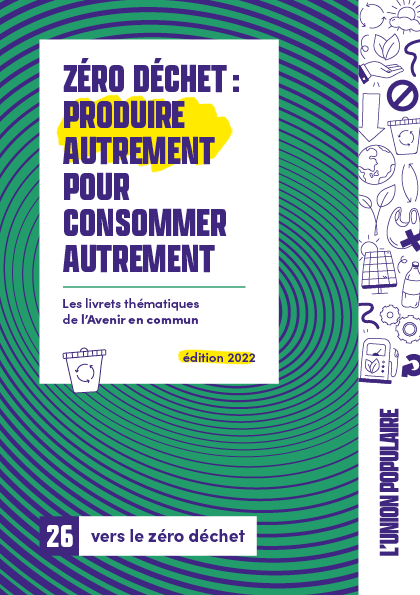 ZÉRO DÉCHET :
PRODUIRE
AUTREMENT
POUR
CONSOMMER
AUTREMENT
Les livrets thématiques
de l'Avenir en commun
édition 2022
26 vers le zéro déchet
L'UNION POPULAIRE